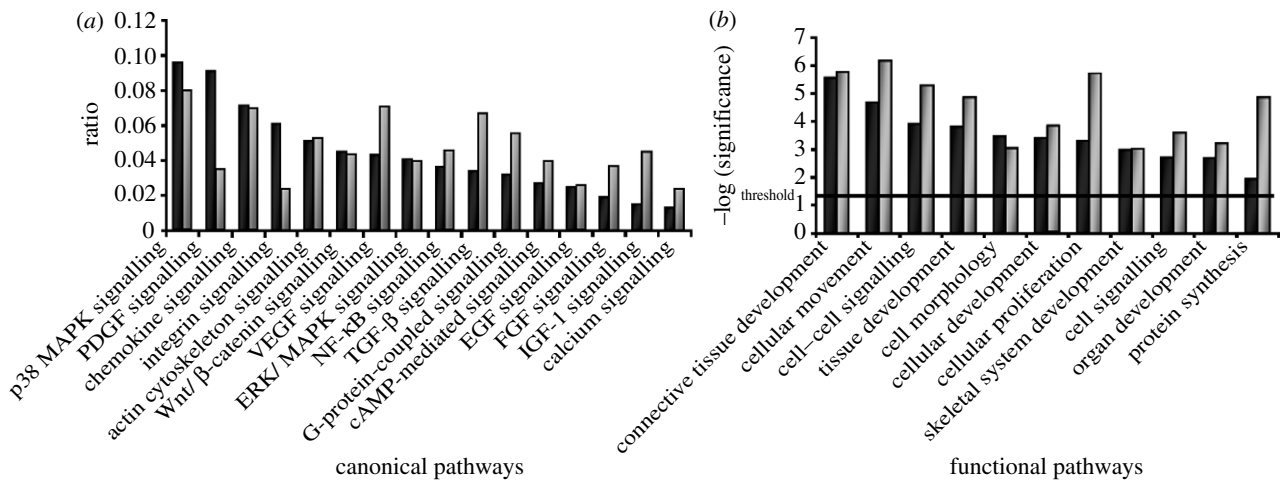 (a)
0.12
0.10
0.08
0.06
0.04
0.02
0
ratio
p38 MAPK signalling
PDGF signalling
chemokine signalling
integrin signalling
actin cytoskeleton signalling
Wnt/ β-catenin signalling
VEGF signalling
ERK/ MAPK signalling
NF-κB signalling
TGF-β signalling
G-protein-coupled signalling
cAMP-mediated signalling
EGF signalling
FGF signalling
IGF-1 signalling
calcium signalling
canonical pathways
(b)
7
6
5
4
3
2
1
0
–log (significance)
threshold
connective tissue development
cellular movement
cell–cell signalling
tissue development
cell morphology
cellular development
cellular proliferation
skeletal system development
cell signalling
organ development
protein synthesis
functional pathways